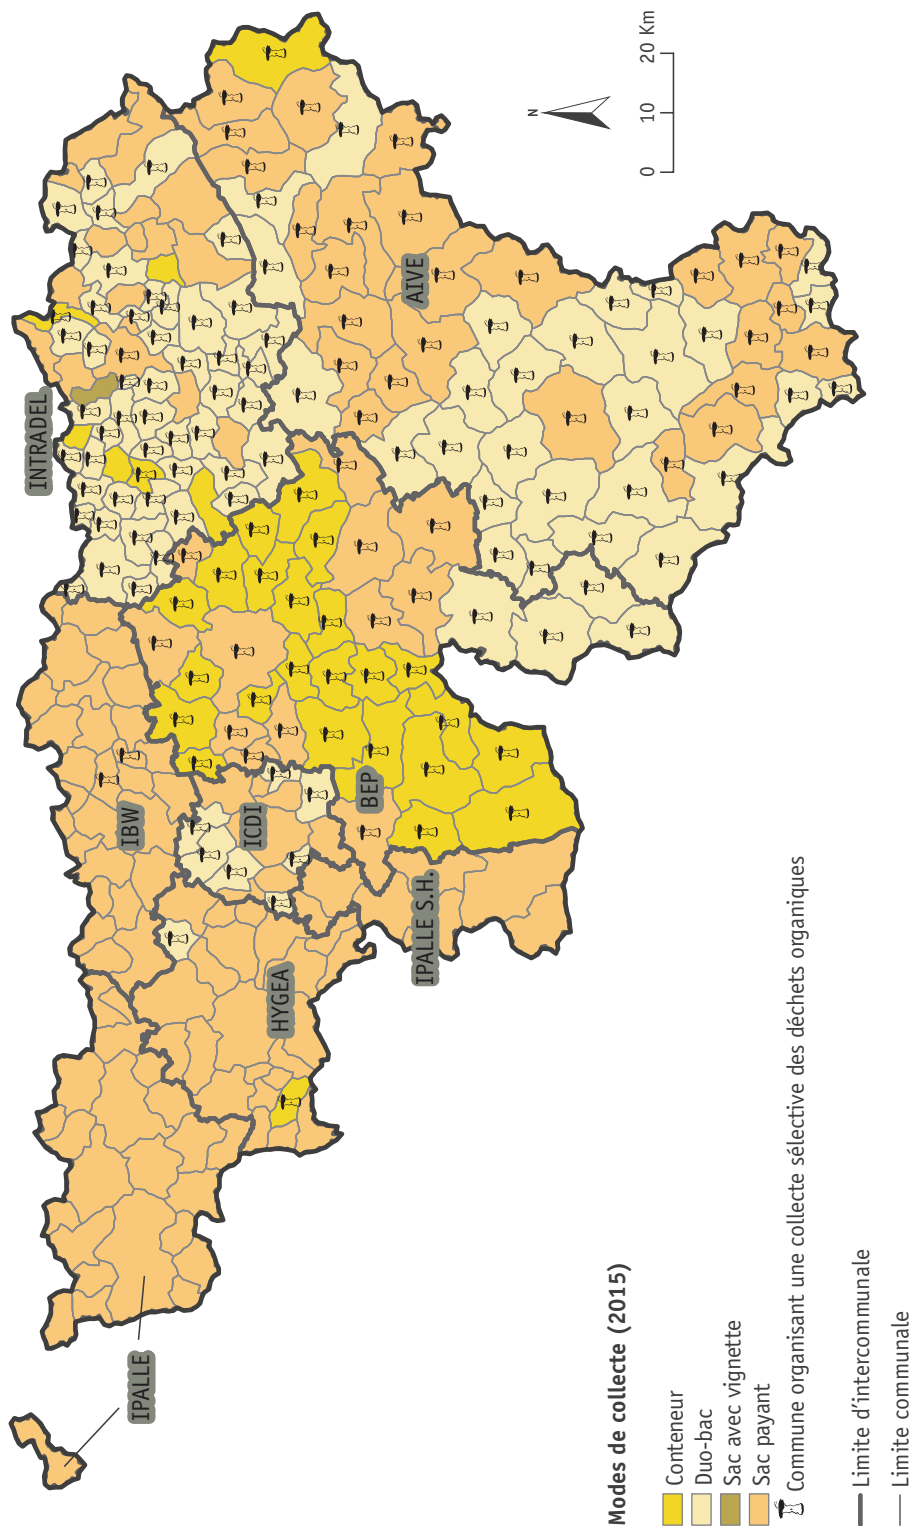 INTRADEL
AIVE
IBW
ICDI
BEP
IPALLE S.H.
HYGEA
IPALLE
N
0 10 20 Km
Modes de collecte (2015)
Conteneur
Duo-bac
Sac avec vignette
Sac payant
Commune organisant une collecte sélective des déchets organiques
Limite d'intercommunale
Limite communale